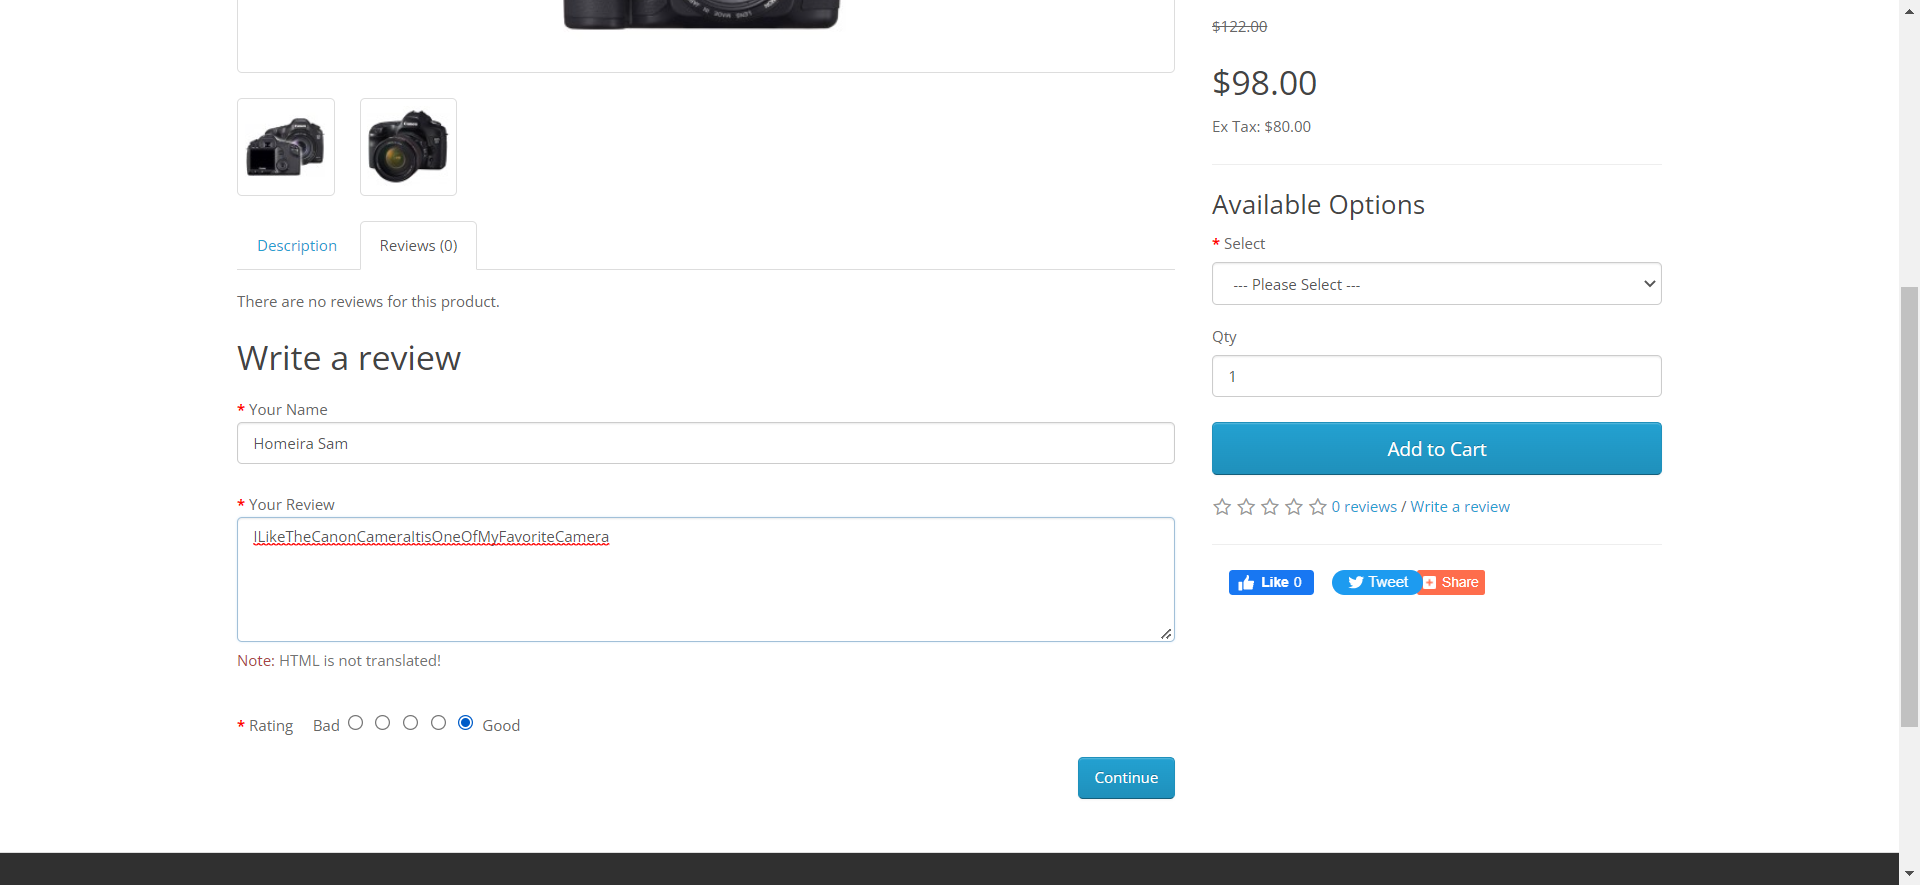 $122.00
$98.00
Ex Tax: $80.00
Canon
Description
Reviews (0)
There are no reviews for this product.
Write a review
* Your Name
Homeira Sam
* Your Review
ILikeTheCanonCameraItisOneOfMyFavoriteCamera
Note: HTML is not translated!
* Rating Bad Good
Continue
Available Options
* Select
--- Please Select ---
Qty
1
Add to Cart
0 reviews / Write a review
Like 0
Tweet
Share